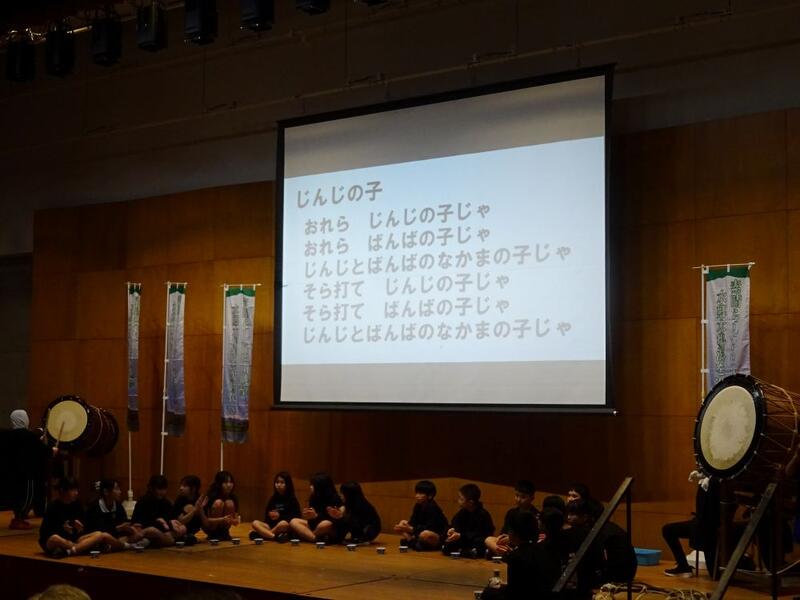 じんじの子
おれら　じんじの子じゃ
おれら　ばんばの子じゃ
じんじとばんばのなかまの子じゃ
そら打て　じんじの子じゃ
そら打て　ばんばの子じゃ
じんじとばんばのなかまの子じゃ